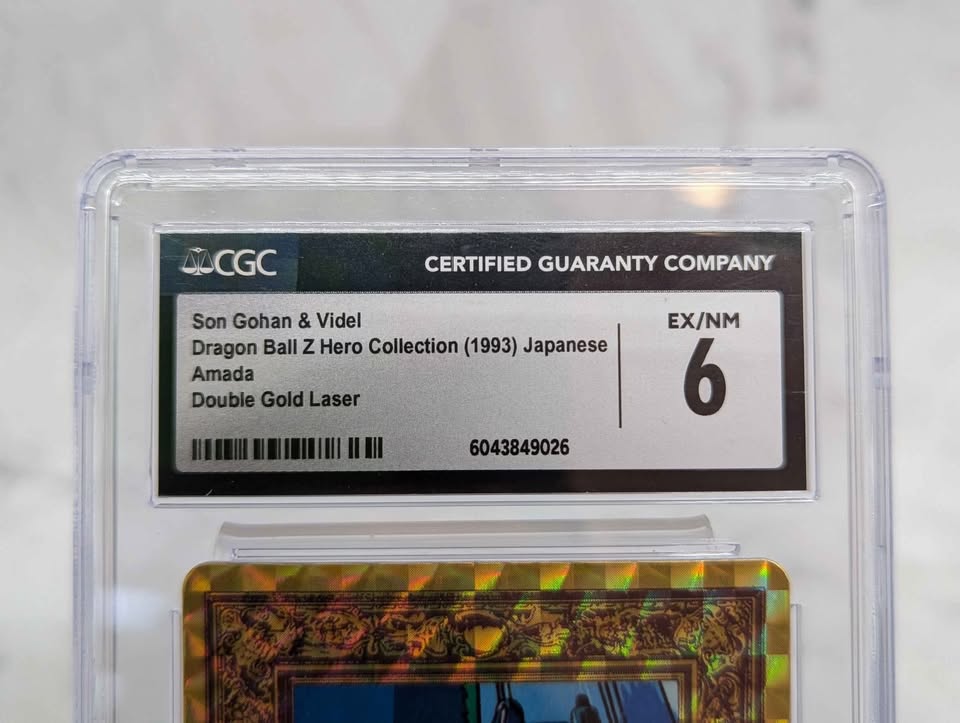 CGC
CERTIFIED GUARANTY COMPANY
Son Gohan & Videl
Dragon Ball Z Hero Collection (1993) Japanese
Amada
Double Gold Laser
EX/NM
6
6043849026